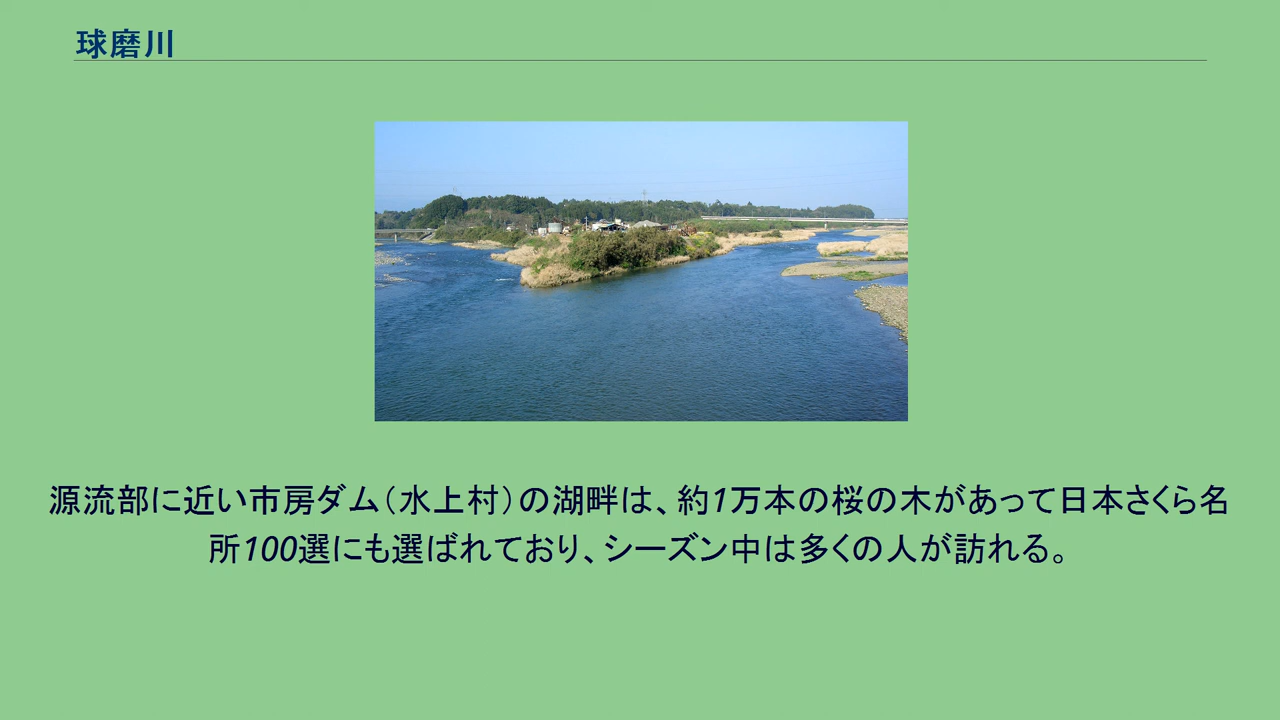 球磨川
源流部に近い市房ダム（水上村）の湖畔は、約1万本の桜の木があって日本さくら名
所100選にも選ばれており、シーズン中は多くの人が訪れる。